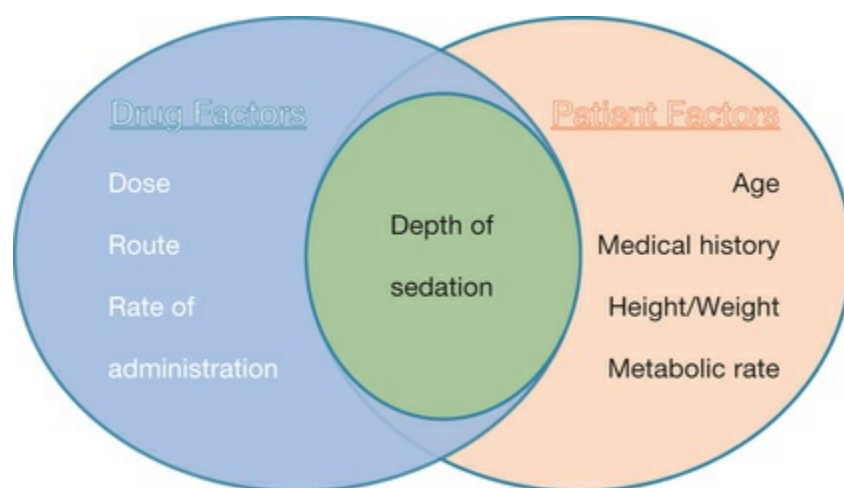 Drug Factors
Dose
Route
Rate of
administration
Depth of
sedation
Patient Factors
Age
Medical history
Height/Weight
Metabolic rate